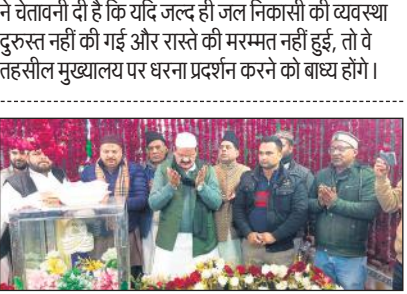 ने चेतावनी दी है कि यदि जल्द ही जल निकासी की व्यवस्था
दुरुस्त नहीं की गई और रास्ते की मरम्मत नहीं हुई, तो वे
तहसील मुख्यालय पर धरना प्रदर्शन करने को बाध्य होंगे।